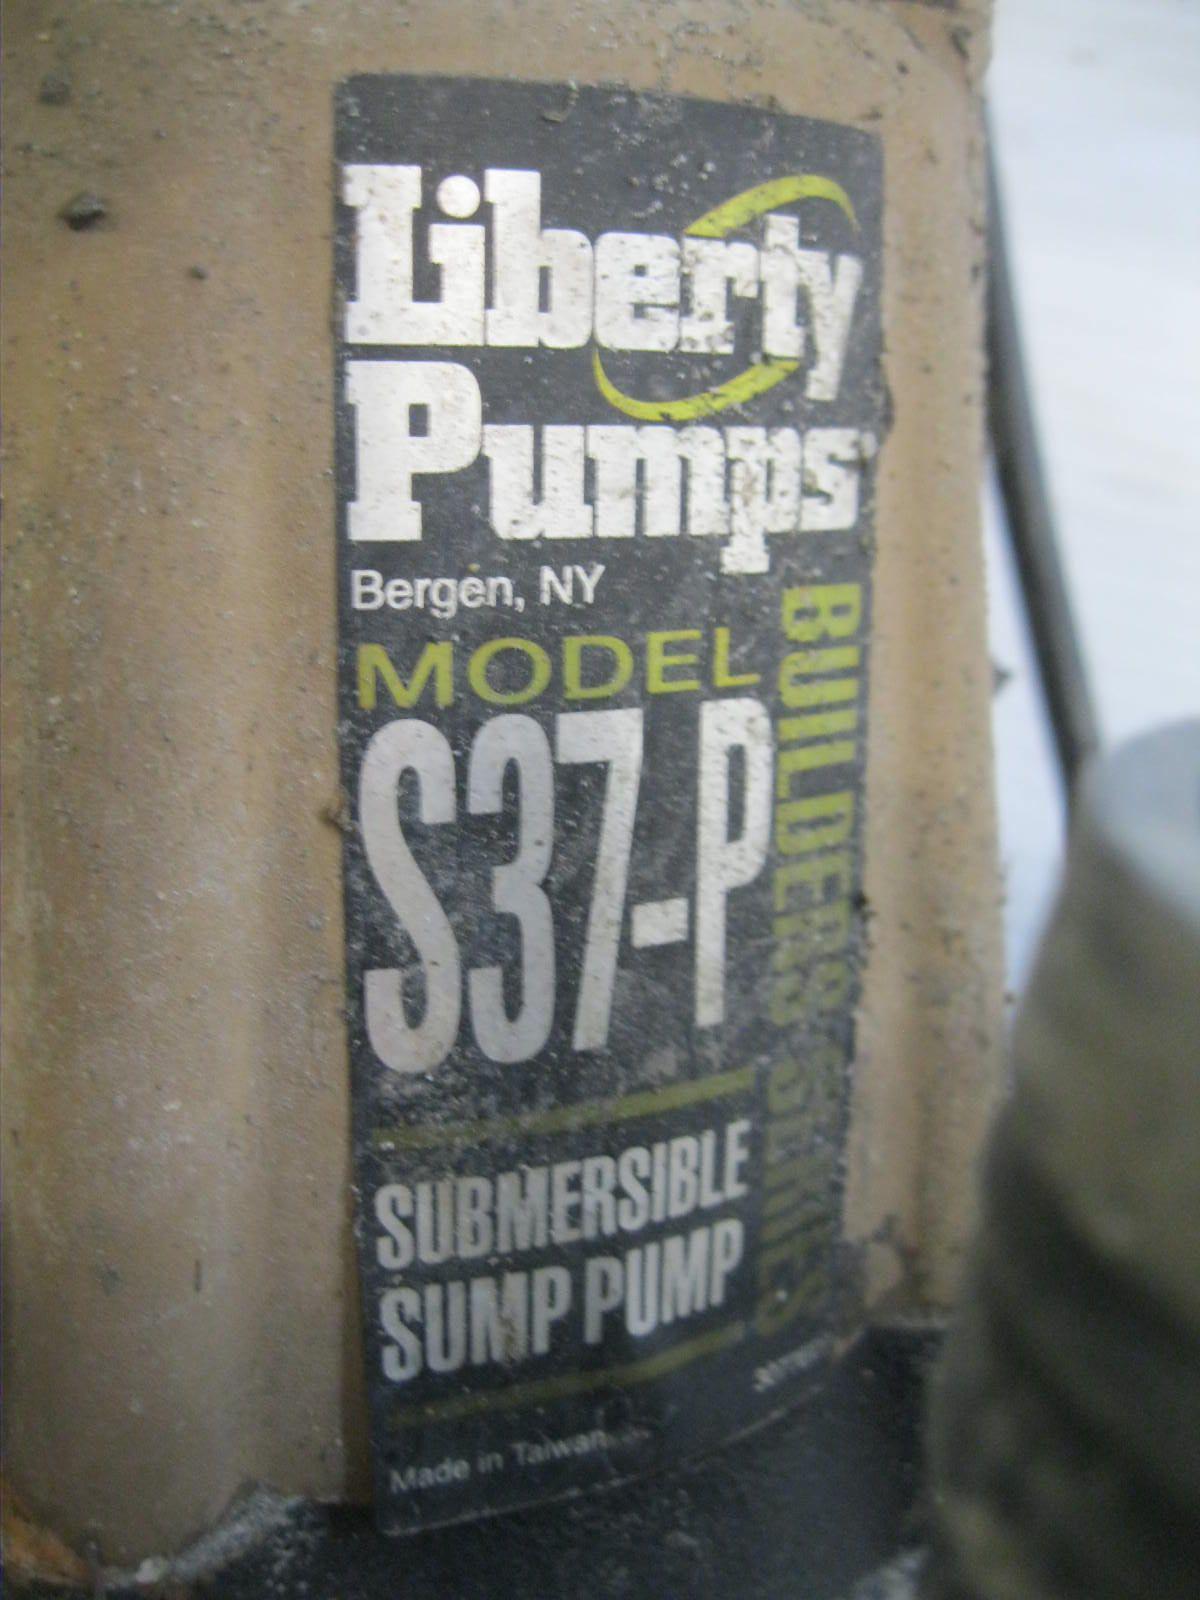 Liberty
Pumps
Bergen, NY
MODEL
S37-P
BUILDERS SERIES
SUBMERSIBLE
SUMP PUMP
Made in Taiwan